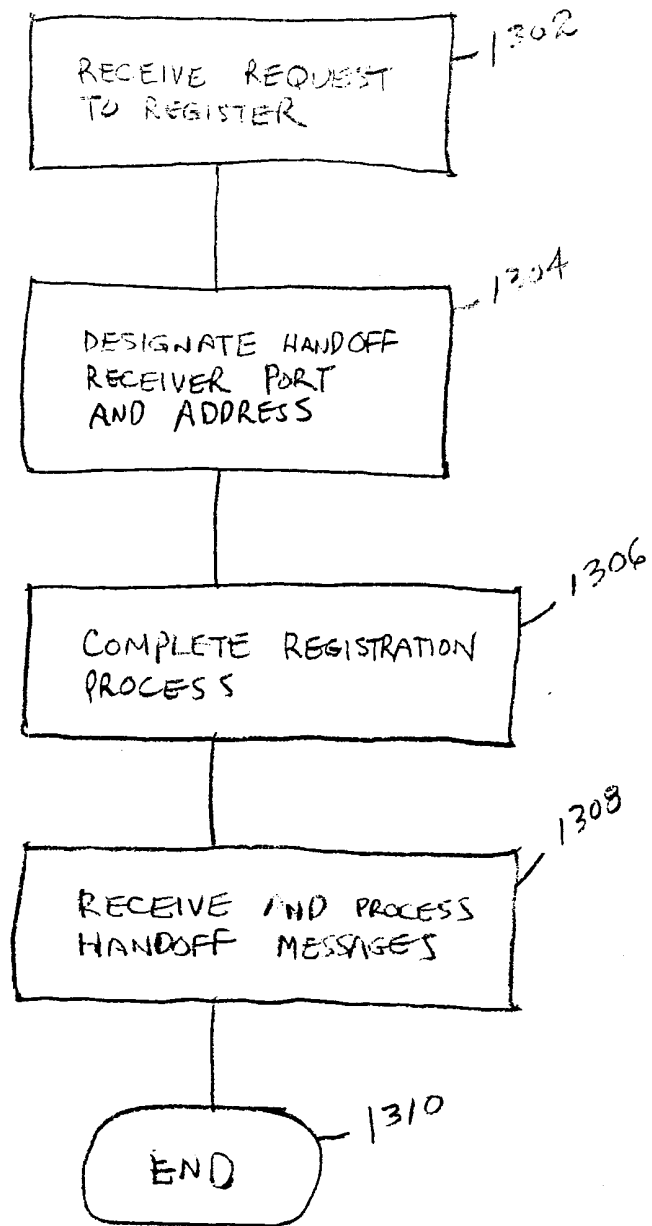 1302
RECEIVE REQUEST
TO REGISTER
1304
DESIGNATE HANDOFF
RECEIVER PORT
AND ADDRESS
1306
COMPLETE REGISTRATION
PROCESS
1308
RECEIVE AND PROCESS
HANDOFF MESSAGES
1310
END